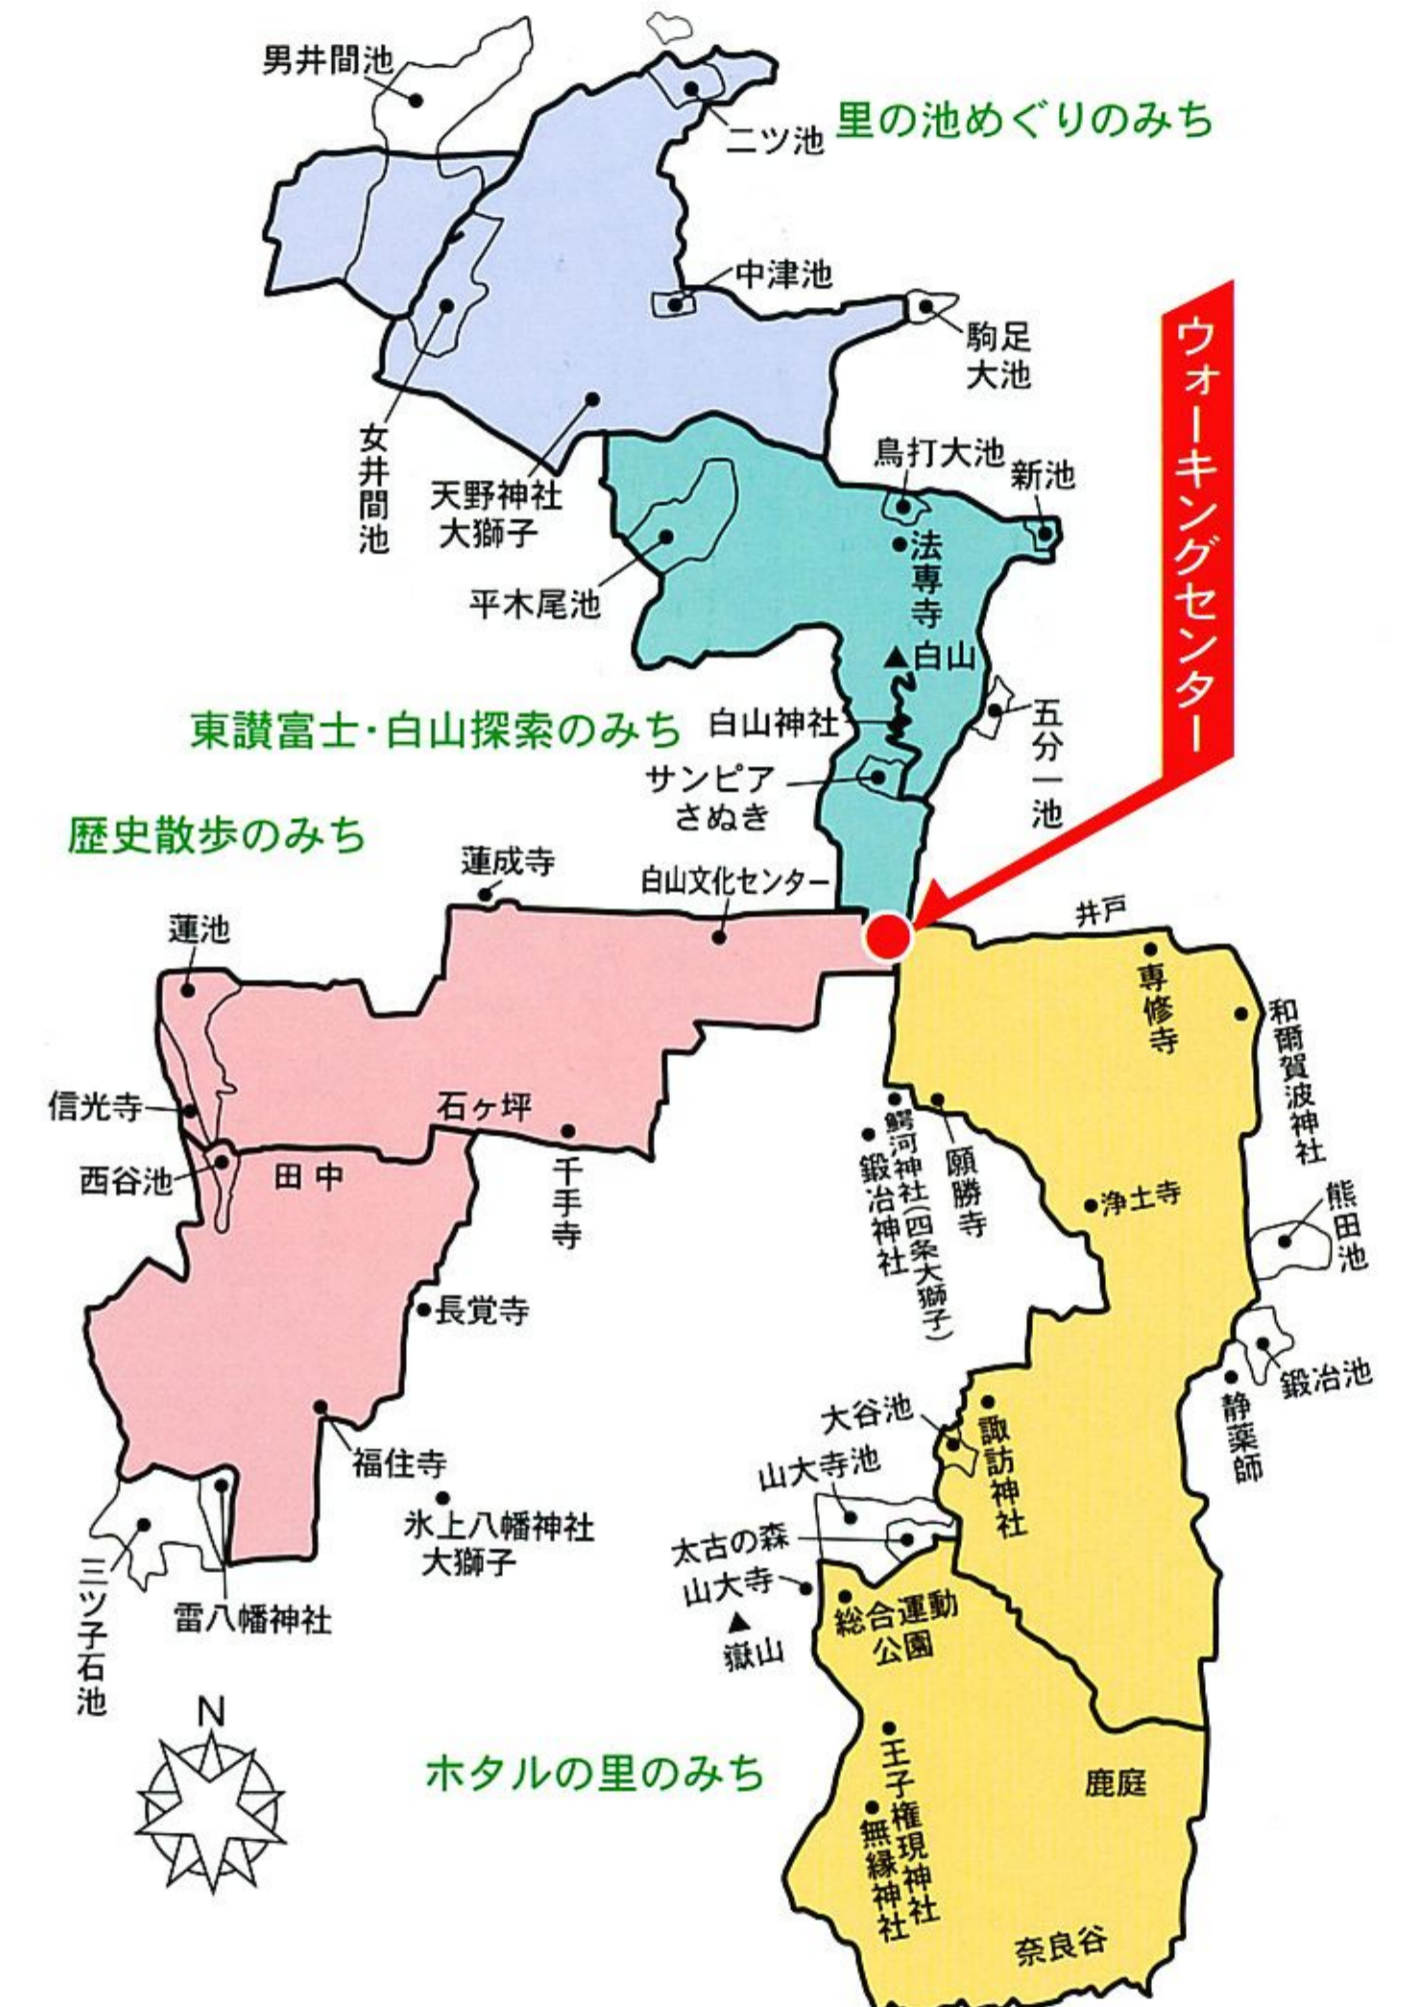 男井間池
二ツ池
里の池めぐりのみち
中津池
駒足
大池
ウォーキングセンター
女井間池
天野神社
大獅子
鳥打大池
新池
法専寺
平木尾池
白山
東讃富士・白山探索のみち
白山神社
五分一池
サンピア
さぬき
歴史散歩のみち
蓮成寺
白山文化センター
井戸
蓮池
専修寺
和爾賀波神社
信光寺
石ヶ坪
鰐河神社(四条大獅子)
鍛冶神社
願勝寺
西谷池
田中
千手寺
浄土寺
熊田池
長覚寺
鍛冶池
静薬師
大谷池
諏訪神社
山大寺池
福住寺
氷上八幡神社
大獅子
太古の森
山大寺
三ツ子石池
雷八幡神社
総合運動
公園
嶽山
N
ホタルの里のみち
王子権現神社
無縁神社
鹿庭
奈良谷